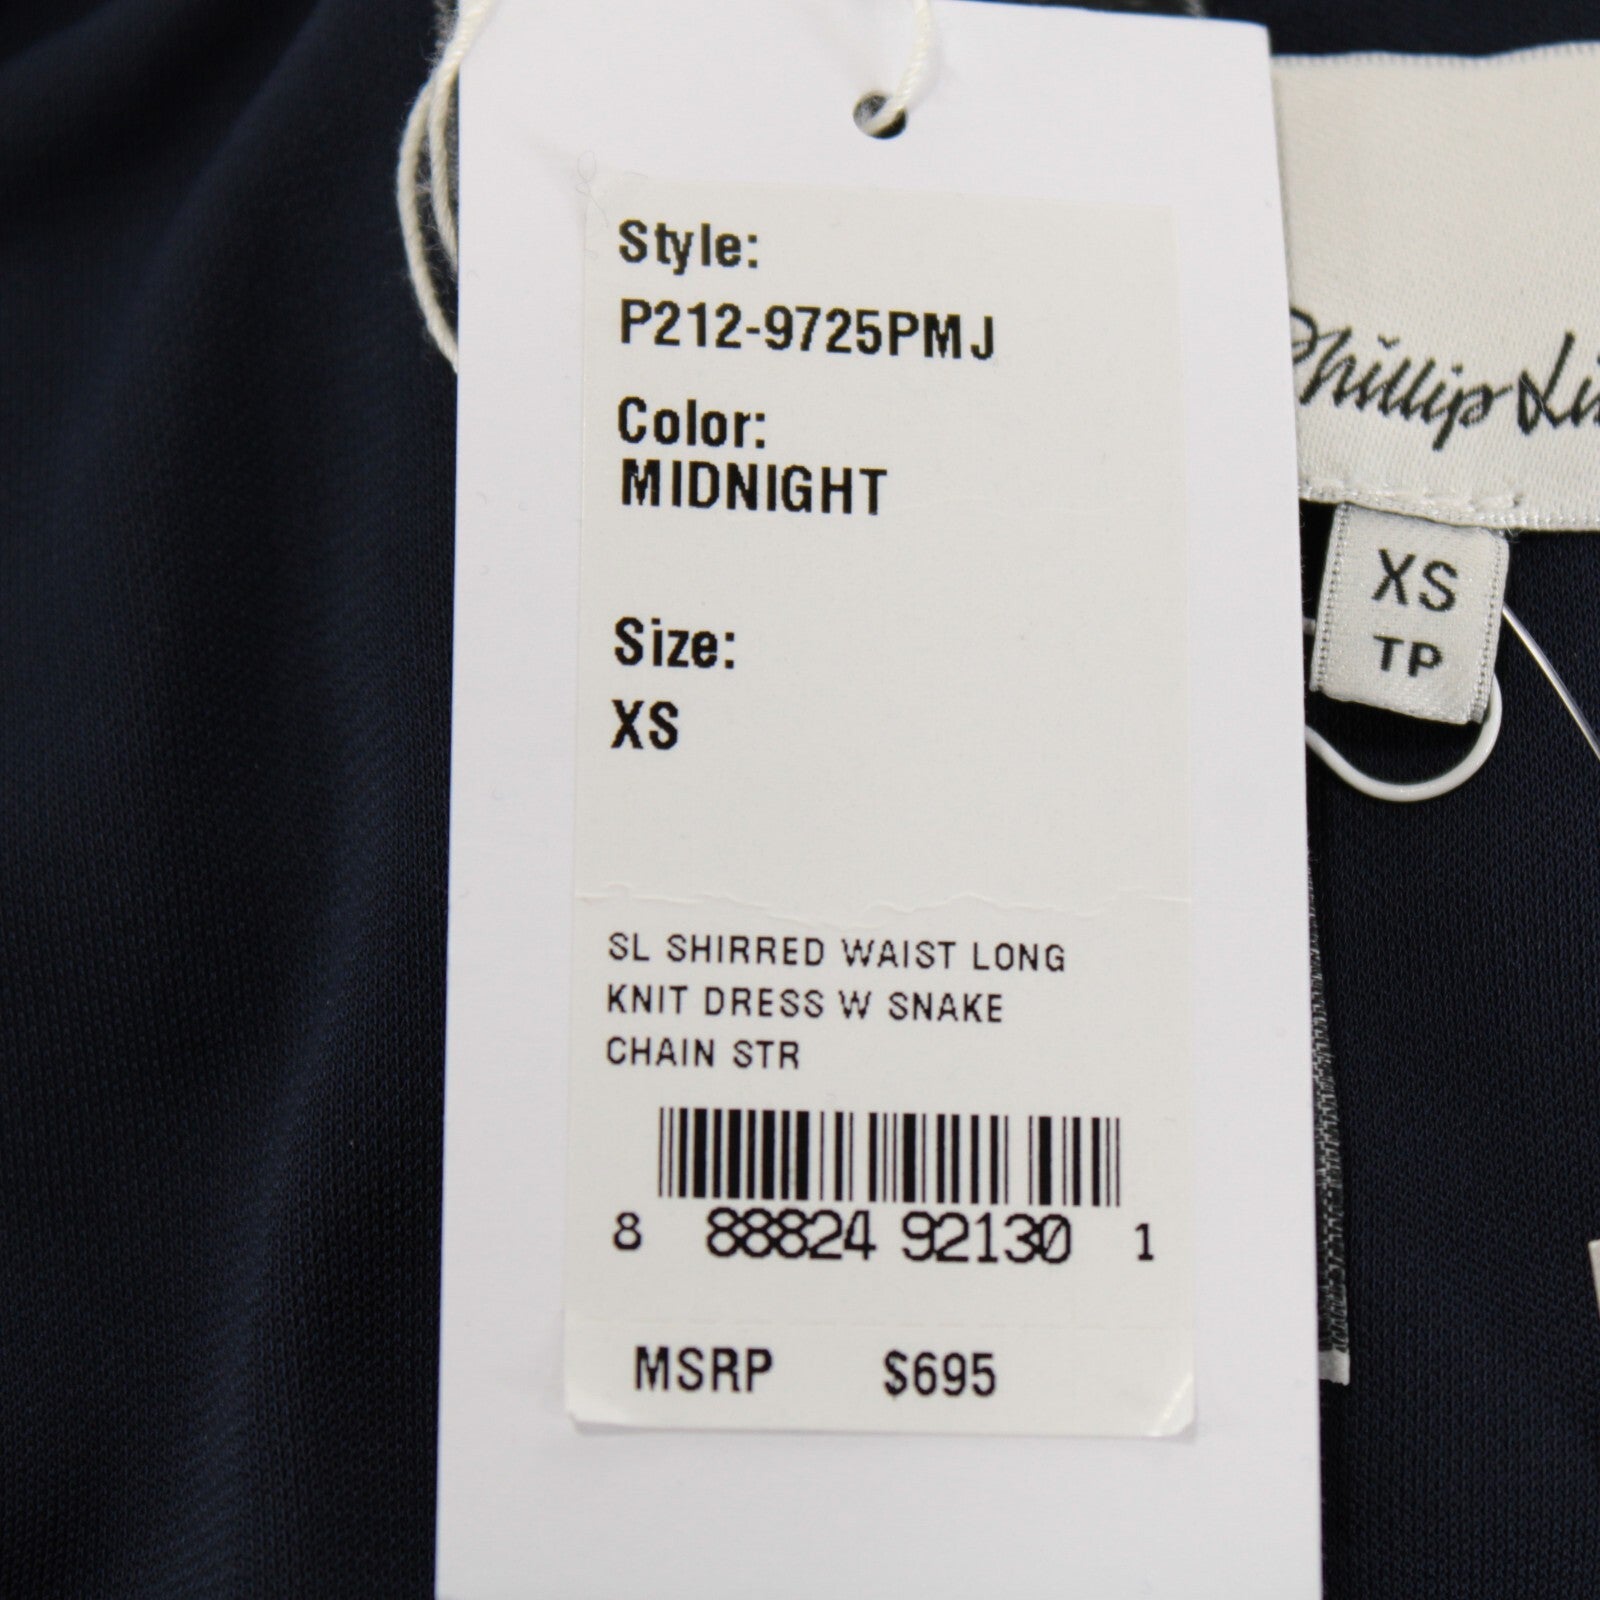 Style:
P212-9725PMJ
Color:
MIDNIGHT
Size:
XS
SL SHIRRED WAIST LONG
KNIT DRESS W SNAKE
CHAIN STR
8 88824 92130 1
MSRP $695
Phillip
XS
TP